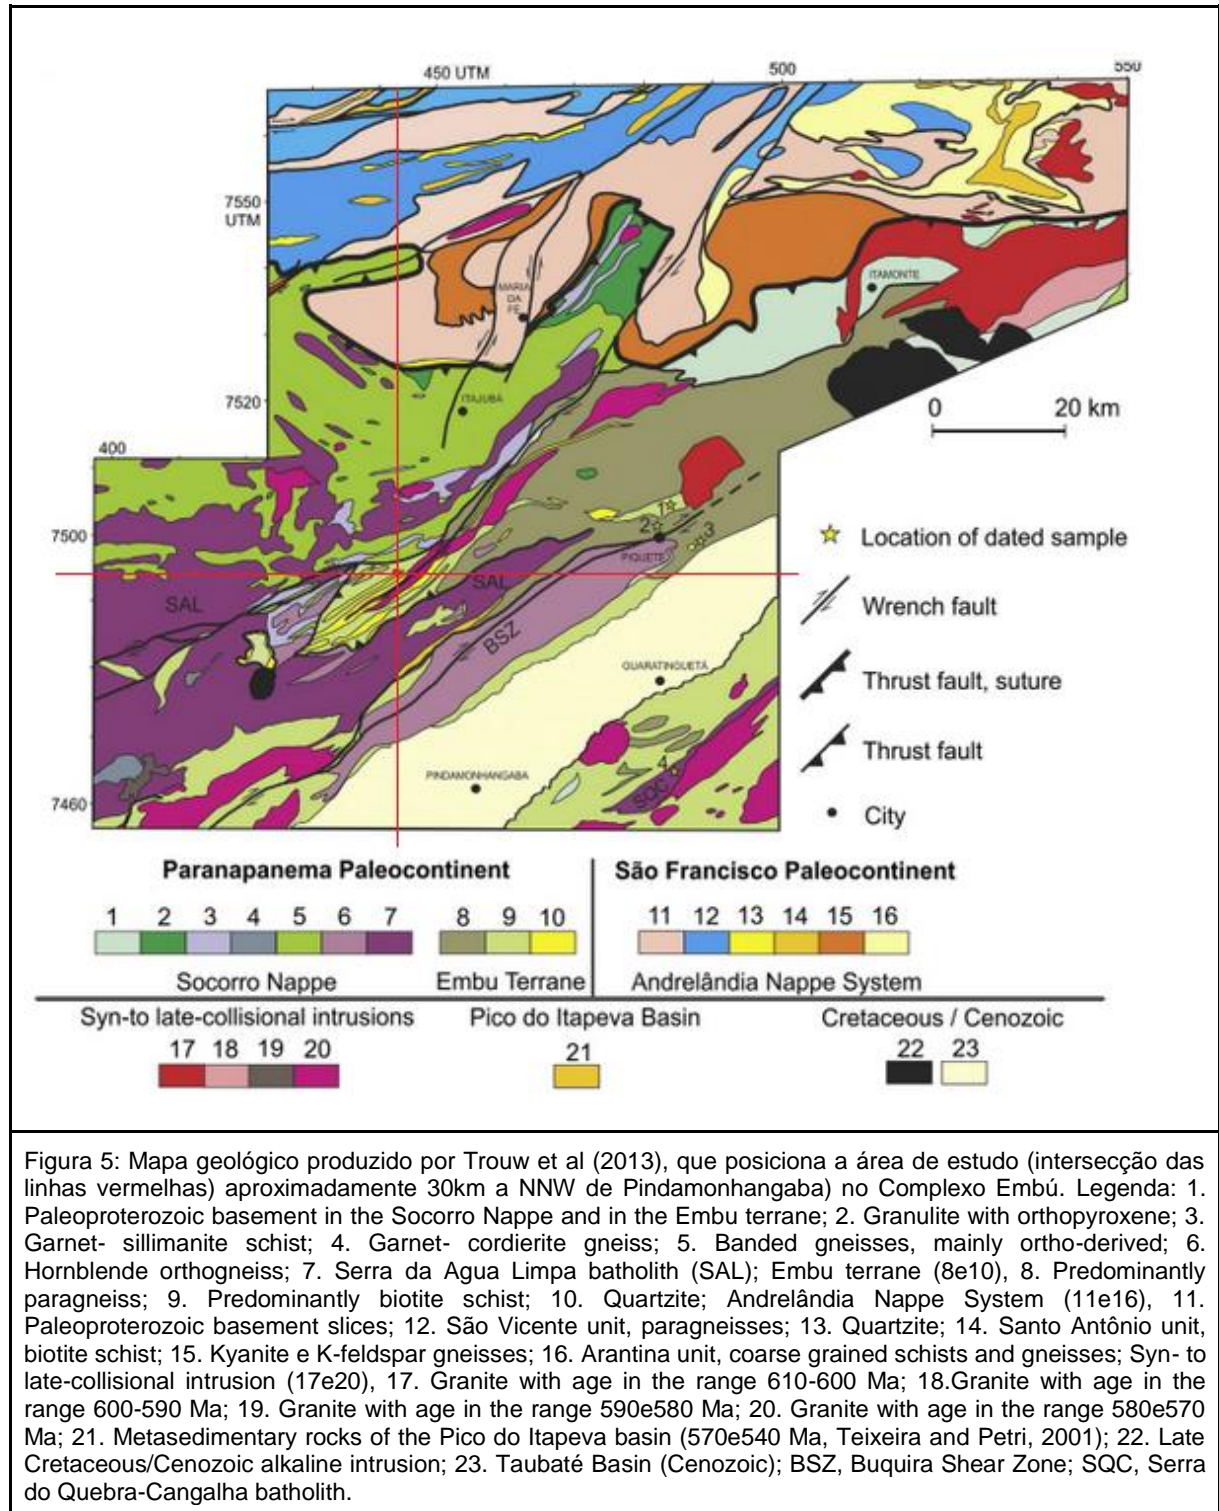 450 UTM
500
550
7550
UTM
MARIA
DA
FÉ
ITAMONTE
7520
ITAJUBÁ
0 20 km
400
7500
1
2
3
PIQUETE
SAL
SAL
BSZ
GUARATINGUETÁ
4
SQC
PINDAMONHANGABA
7460
Location of dated sample
Wrench fault
Thrust fault, suture
Thrust fault
City
Paranapanema Paleocontinent
São Francisco Paleocontinent
1 2 3 4 5 6 7 8 9 10 11 12 13 14 15 16
Socorro Nappe Embu Terrane Andrelândia Nappe System
Syn-to late-collisional intrusions Pico do Itapeva Basin Cretaceous / Cenozoic
17 18 19 20 21 22 23
Figura 5: Mapa geológico produzido por Trouw et al (2013), que posiciona a área de estudo (intersecção das
linhas vermelhas) aproximadamente 30km a NNW de Pindamonhangaba) no Complexo Embú. Legenda: 1.
Paleoproterozoic basement in the Socorro Nappe and in the Embu terrane; 2. Granulite with orthopyroxene; 3.
Garnet- sillimanite schist; 4. Garnet- cordierite gneiss; 5. Banded gneisses, mainly ortho-derived; 6.
Hornblende orthogneiss; 7. Serra da Agua Limpa batholith (SAL); Embu terrane (8e10), 8. Predominantly
paragneiss; 9. Predominantly biotite schist; 10. Quartzite; Andrelândia Nappe System (11e16), 11.
Paleoproterozoic basement slices; 12. São Vicente unit, paragneisses; 13. Quartzite; 14. Santo Antônio unit,
biotite schist; 15. Kyanite e K-feldspar gneisses; 16. Arantina unit, coarse grained schists and gneisses; Syn- to
late-collisional intrusion (17e20), 17. Granite with age in the range 610-600 Ma; 18.Granite with age in the
range 600-590 Ma; 19. Granite with age in the range 590e580 Ma; 20. Granite with age in the range 580e570
Ma; 21. Metasedimentary rocks of the Pico do Itapeva basin (570e540 Ma, Teixeira and Petri, 2001); 22. Late
Cretaceous/Cenozoic alkaline intrusion; 23. Taubaté Basin (Cenozoic); BSZ, Buquira Shear Zone; SQC, Serra
do Quebra-Cangalha batholith.